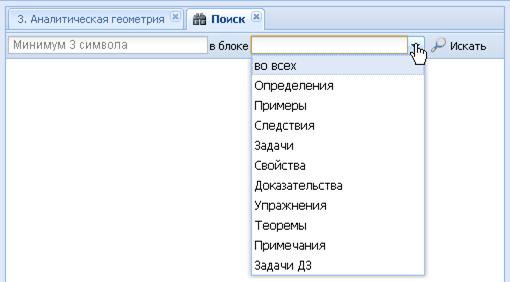 3. Аналитическая геометрия Поиск
Минимум 3 символа в блоке Искать
во всех
Определения
Примеры
Следствия
Задачи
Свойства
Доказательства
Упражнения
Теоремы
Примечания
Задачи ДЗ